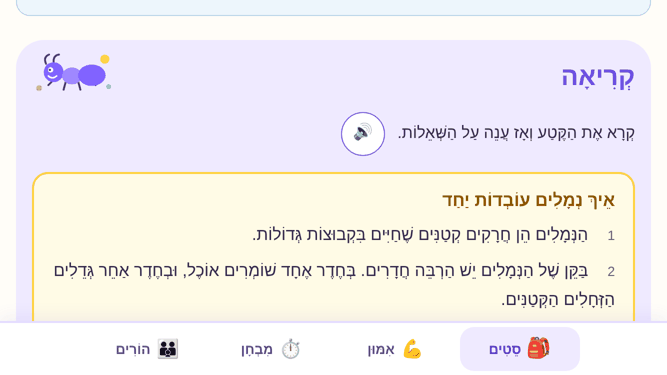 קְרִיאָה
קְרָא אֶת הַקֶּטַע וְאָז עֲנֵה עַל הַשְּׁאֵלוֹת.
אֵיךְ נְמָלִים עוֹבְדוֹת יַחַד
1 הַנְּמָלִים הֵן חֲרָקִים קְטַנִּים שֶׁחַיִּים בִּקְבוּצוֹת גְּדוֹלוֹת.
2 בַּקֵּן שֶׁל הַנְּמָלִים יֵשׁ הַרְבֵּה חֲדָרִים. בְּחֶדֶר אֶחָד שׁוֹמְרִים אוֹכֶל, וּבְחֶדֶר אַחֵר גְּדֵלִים
הַזְּחָלִים הַקְּטַנִּים.
סֵטִים
אִמּוּן
מִבְחָן
הוֹרִים